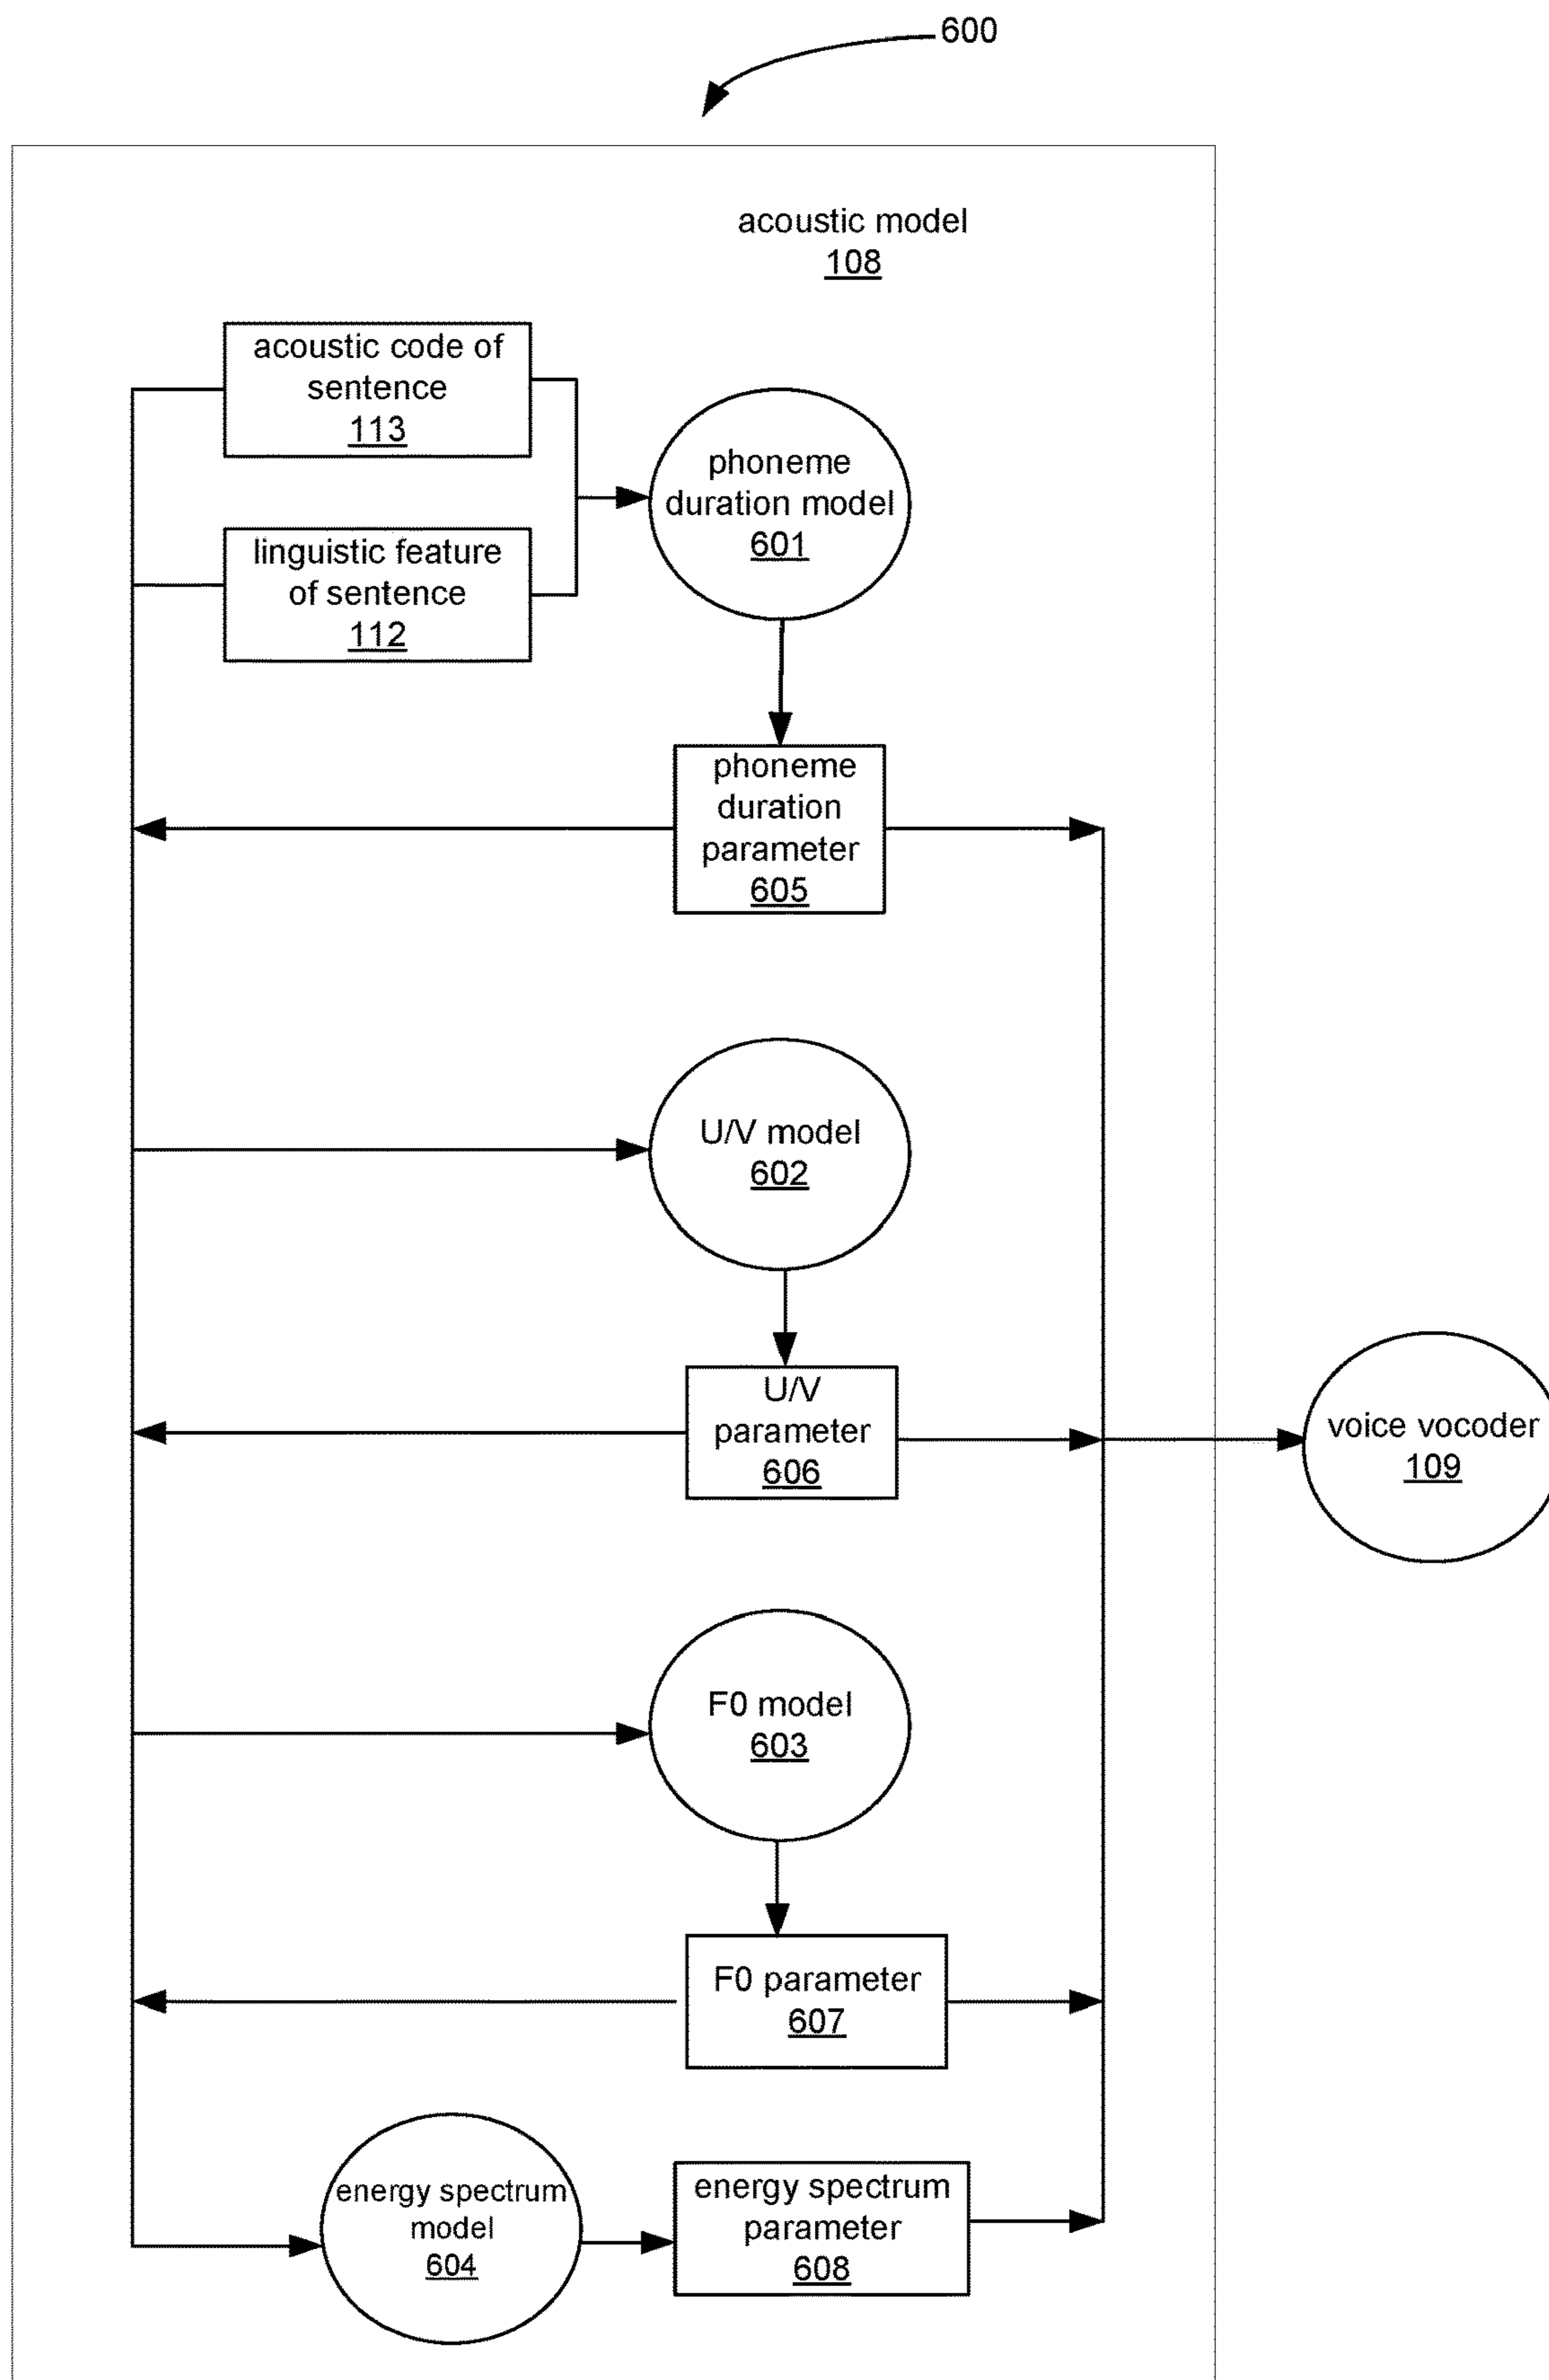 600
acoustic model
108
acoustic code of
sentence
113
phoneme
duration model
601
linguistic feature
of sentence
112
phoneme
duration
parameter
605
U/V model
602
U/V
parameter
606
voice vocoder
109
F0 model
603
F0 parameter
607
energy spectrum
model
604
energy spectrum
parameter
608